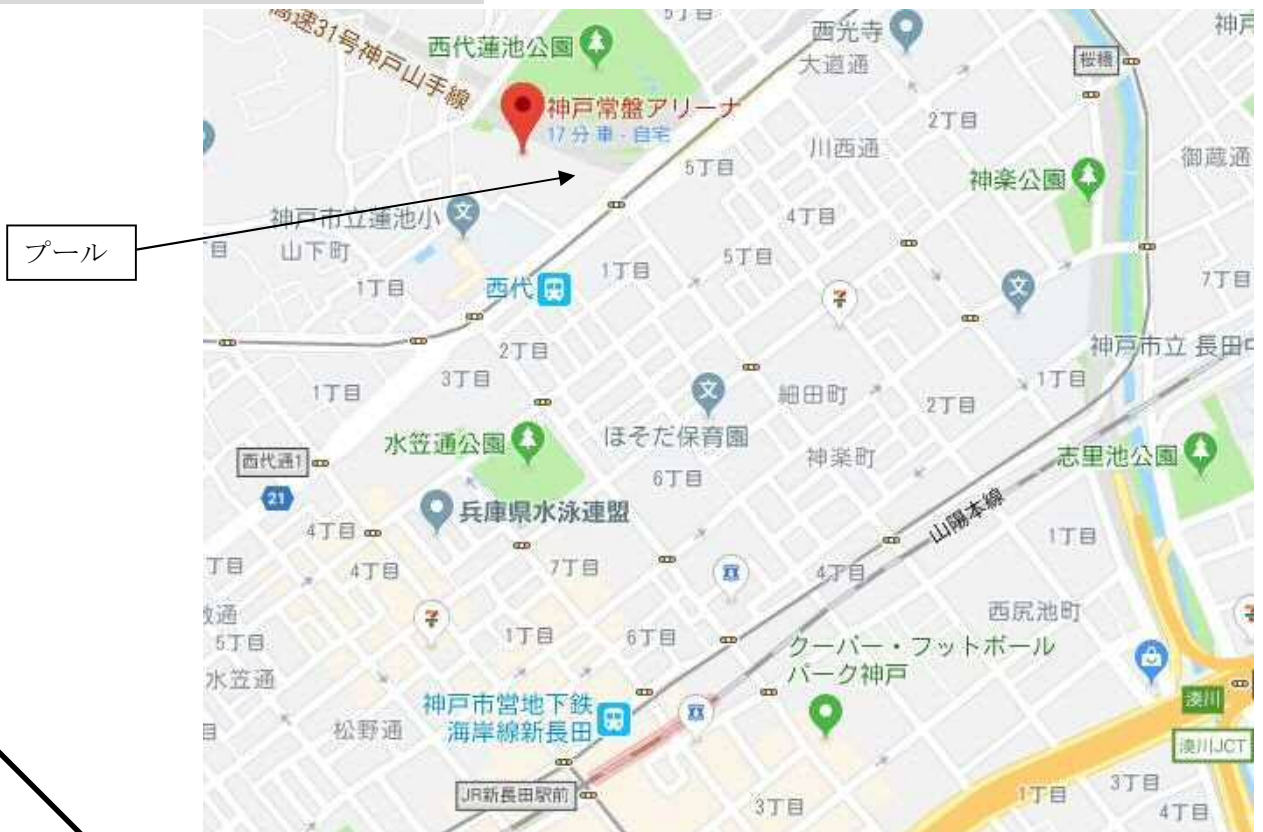 5丁目
神戸
高速31号神戸山手線
西代蓮池公園
西光寺
大道通
桜橋
神戸常盤アリーナ
17分車・自宅
2丁目
川西通
5丁目
御蔵通
神楽公園
神戸市立蓮池小
4丁目
プール
丁目
山下町
5丁目
1丁目
1丁目
西代
7丁目
神戸市立 長田中
2丁目
3丁目
1丁目
1丁目
細田町
2丁目
水笠通公園
ほそだ保育園
西代通1
神楽町
志里池公園
6丁目
21
兵庫県水泳連盟
山陽本線
4丁目
1丁目
丁目
4丁目
7丁目
4丁目
西尻池町
5丁目
1丁目
6丁目
クーパー・フットボール
パーク神戸
水笠通
神戸市営地下鉄
海岸線新長田
松野通
湊川
湊川JCT
JR新長田駅前
3丁目
1丁目
3丁目
4丁目